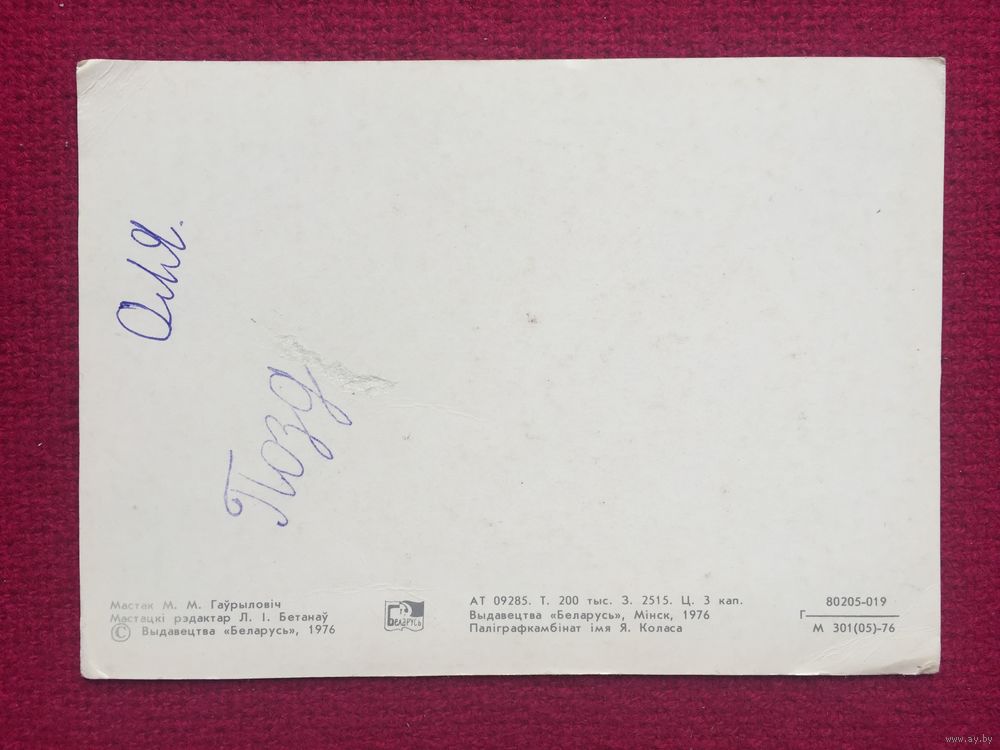 Оля.
Позд
Мастак М. М. Гаўрыловіч
Мастацкі рэдактар Л. І. Бетанаў
© Выдавецтва «Беларусь», 1976
БЕЛАРУСЬ
АТ 09285. Т. 200 тыс. З. 2515. Ц. 3 кап.
Выдавецтва «Беларусь», Мінск, 1976
Паліграфкамбінат імя Я. Коласа
80205-019
Г
М 301(05)-76
www.ay.by